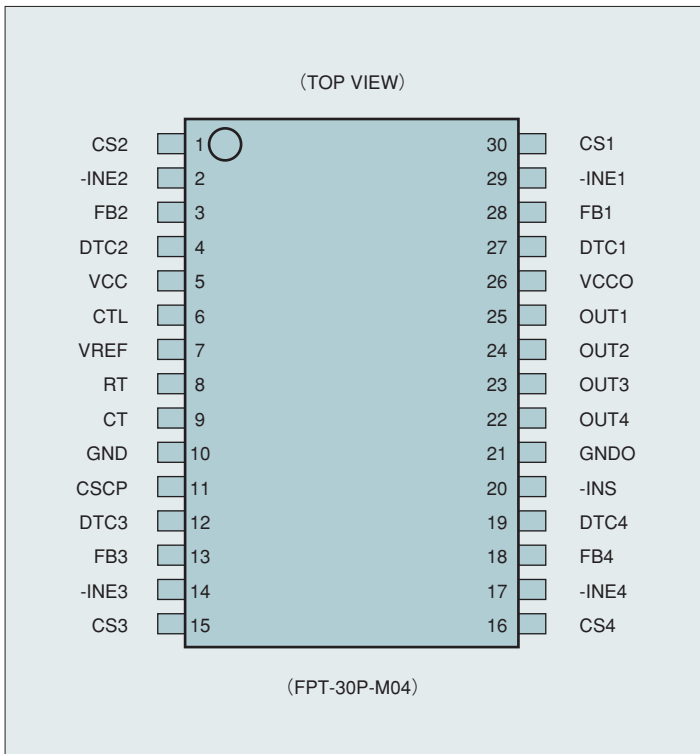 (TOP VIEW)
CS2 1 30 CS1
-INE2 2 29 -INE1
FB2 3 28 FB1
DTC2 4 27 DTC1
VCC 5 26 VCCO
CTL 6 25 OUT1
VREF 7 24 OUT2
RT 8 23 OUT3
CT 9 22 OUT4
GND 10 21 GNDO
CSCP 11 20 -INS
DTC3 12 19 DTC4
FB3 13 18 FB4
-INE3 14 17 -INE4
CS3 15 16 CS4
(FPT-30P-M04)